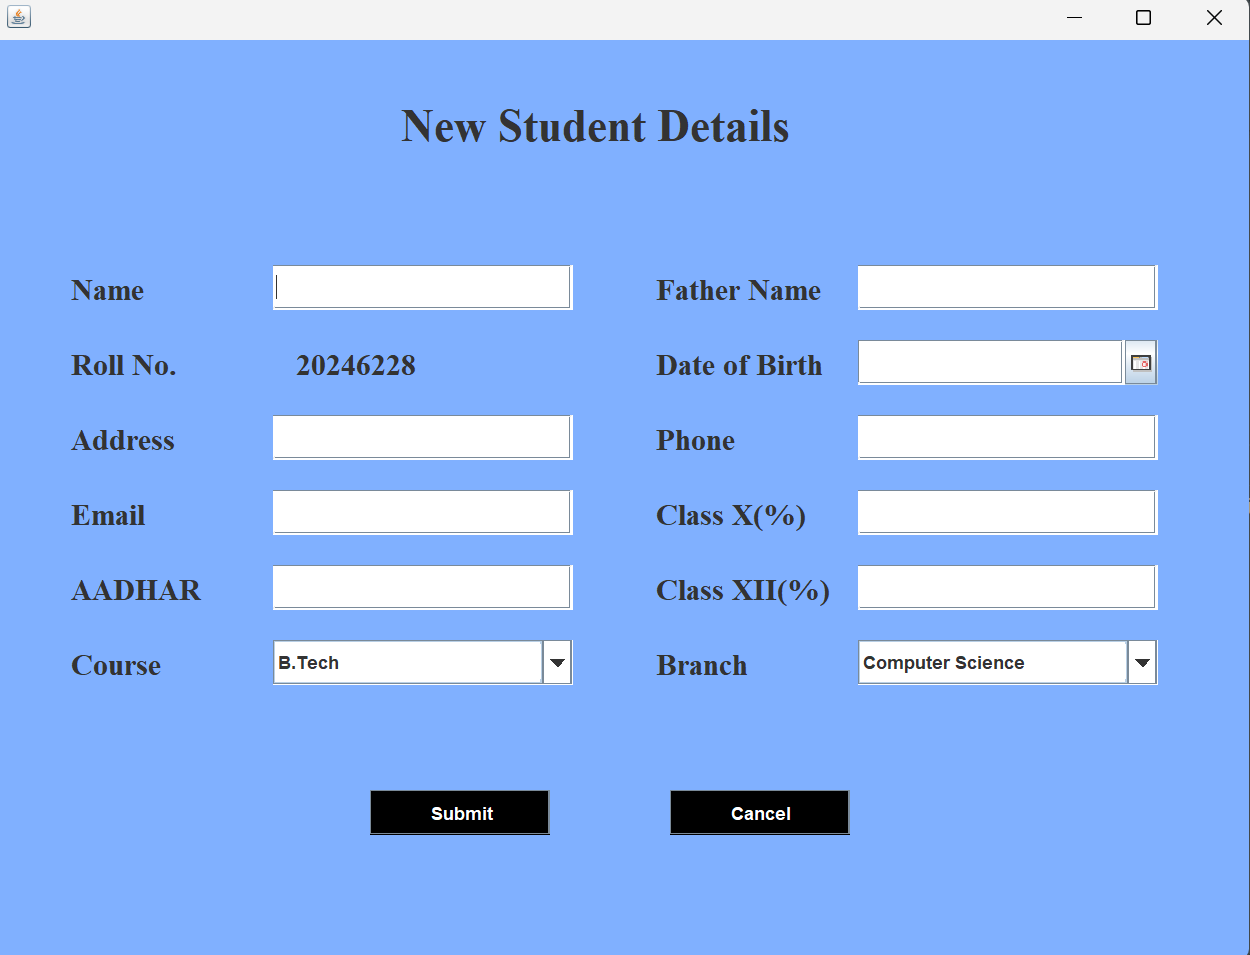 New Student Details
Name
Father Name
Roll No. 20246228
Date of Birth
Address
Phone
Email
Class X(%)
AADHAR
Class XII(%)
Course B.Tech
Branch Computer Science
Submit
Cancel